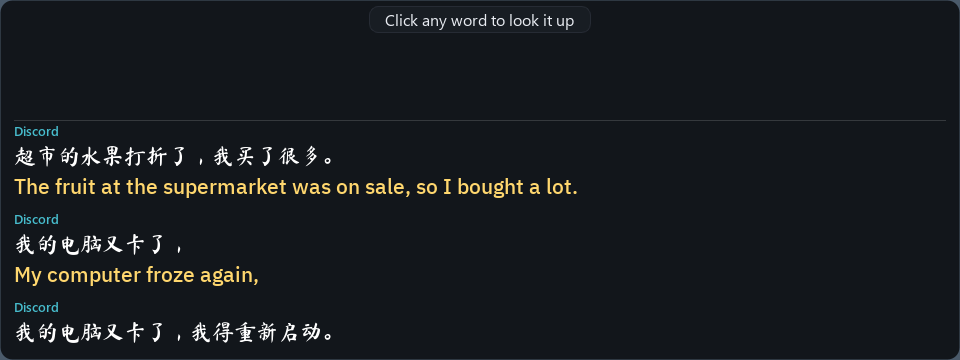 Click any word to look it up
Discord
超市的水果打折了，我买了很多。
The fruit at the supermarket was on sale, so I bought a lot.
Discord
我的电脑又卡了，
My computer froze again,
Discord
我的电脑又卡了，我得重新启动。